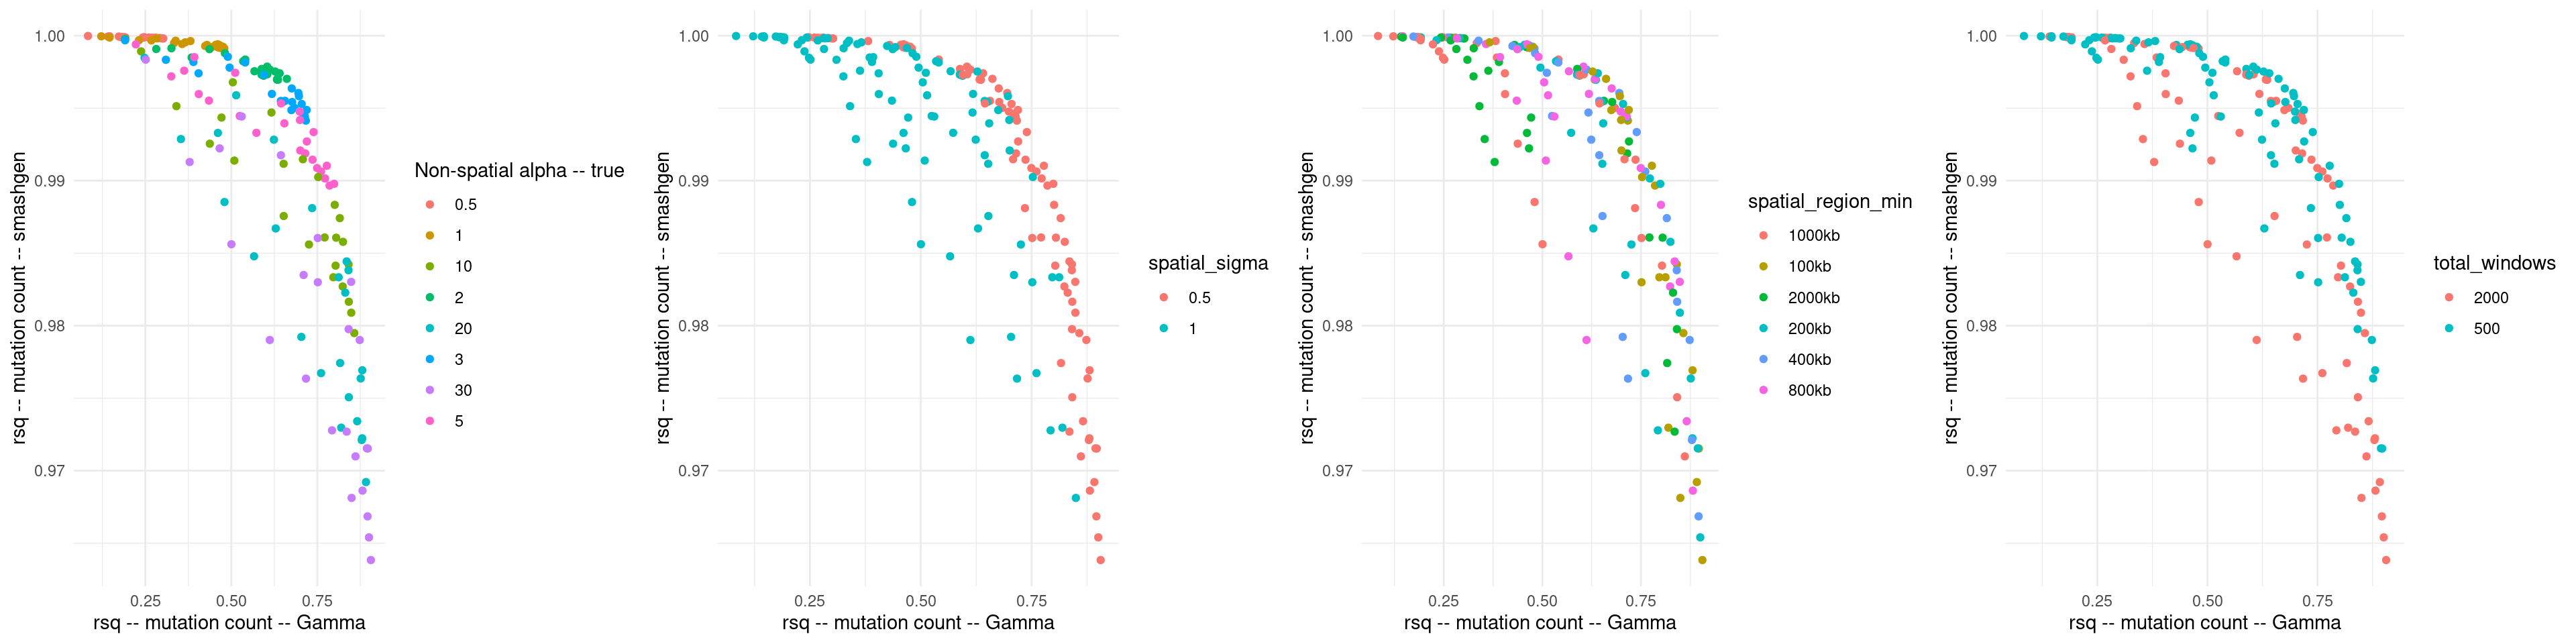 rsq -- mutation count -- smashgen
1.00
0.99
0.98
0.97
0.25
0.50
0.75
rsq -- mutation count -- Gamma
Non-spatial alpha -- true
0.5
1
10
2
20
3
30
5
rsq -- mutation count -- smashgen
1.00
0.99
0.98
0.97
0.25
0.50
0.75
rsq -- mutation count -- Gamma
spatial_sigma
0.5
1
rsq -- mutation count -- smashgen
1.00
0.99
0.98
0.97
0.25
0.50
0.75
rsq -- mutation count -- Gamma
spatial_region_min
1000kb
100kb
2000kb
200kb
400kb
800kb
rsq -- mutation count -- smashgen
1.00
0.99
0.98
0.97
0.25
0.50
0.75
rsq -- mutation count -- Gamma
total_windows
2000
500